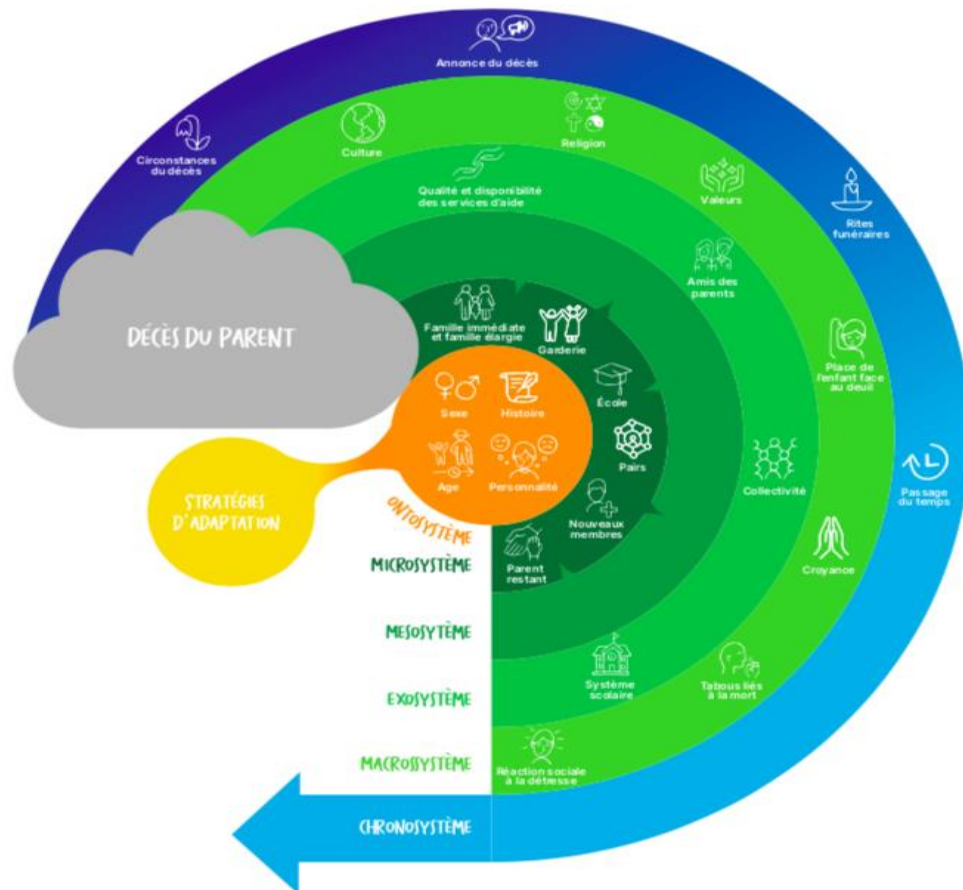 Annonce du décès
Circonstances
du décès
Culture
Religion
Qualité et disponibilité
des services d'aide
Valeurs
Rites
funéraires
Amis des
parents
DÉCÈS DU PARENT
Famille immédiate
et famille élargie
Garderie
Place de
l'enfant face
au deuil
École
Sexe
Histoire
Pairs
Age
Personnalité
Collectivité
Passage
du temps
STRATÉGIES
D'ADAPTATION
ONTOSYSTÈME
Nouveaux
membres
Parent
restant
MICROSYSTÈME
Croyance
MESOSYTÈME
Système
scolaire
Tabous liés
à la mort
EXOSYSTÈME
MACROSSYSTÈME
Réaction sociale
à la détresse
CHRONOSYSTÈME